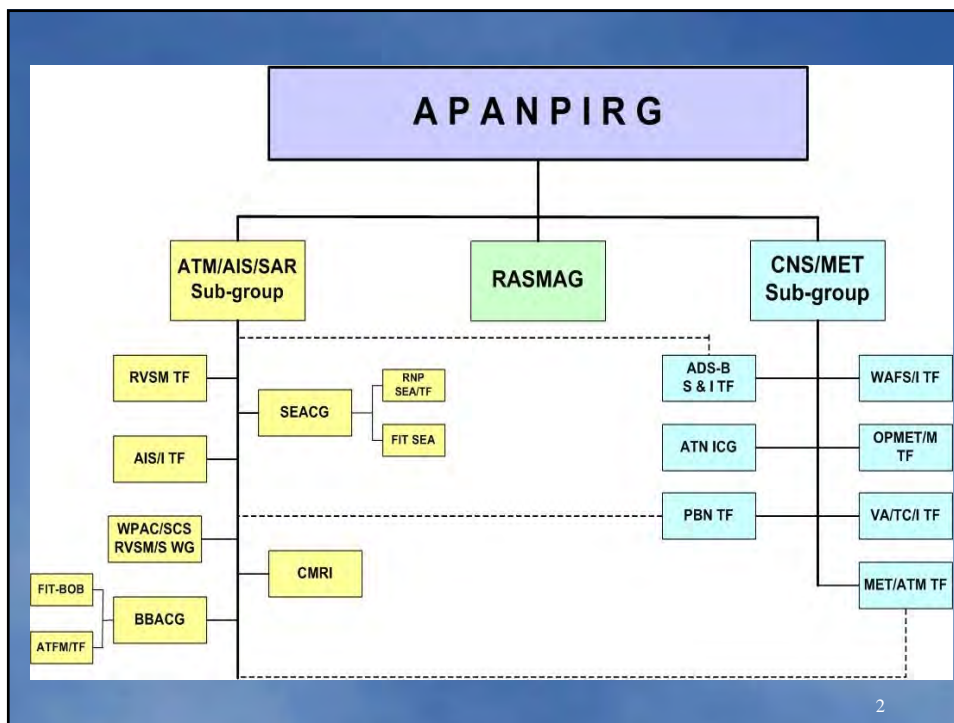 A P A N P I R G
ATM/AIS/SAR
Sub-group
RASMAG
CNS/MET
Sub-group
RVSM TF
SEACG
RNP
SEA/TF
FIT SEA
AIS/I TF
WPAC/SCS
RVSM/S WG
CMRI
FIT-BOB
BBACG
ATFM/TF
ADS-B
S & I TF
WAFS/I TF
ATN ICG
OPMET/M
TF
PBN TF
VA/TC/I TF
MET/ATM TF
2